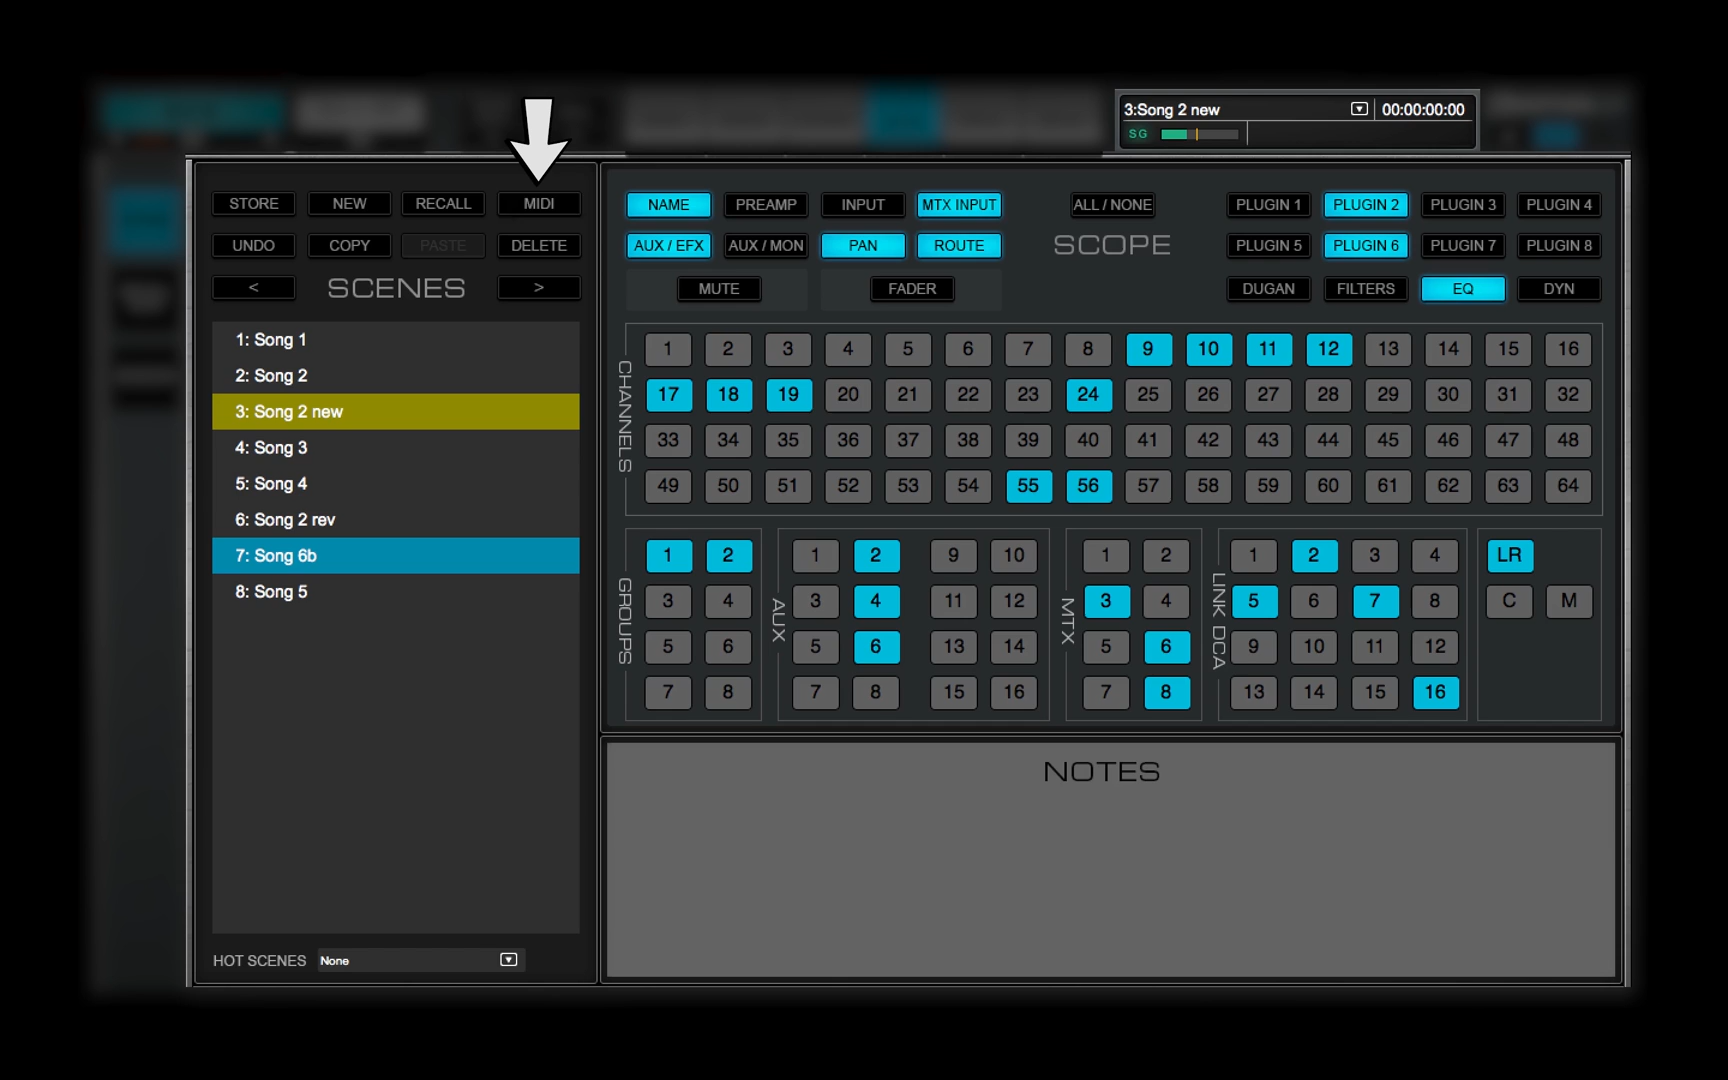 3:Song 2 new 00:00:00:00
SG
STORE NEW RECALL MIDI
UNDO COPY PASTE DELETE
< SCENES >
1: Song 1
2: Song 2
3: Song 2 new
4: Song 3
5: Song 4
6: Song 2 rev
7: Song 6b
8: Song 5
HOT SCENES None
NAME PREAMP INPUT MTX INPUT ALL / NONE PLUGIN 1 PLUGIN 2 PLUGIN 3 PLUGIN 4
AUX / EFX AUX / MON PAN ROUTE SCOPE PLUGIN 5 PLUGIN 6 PLUGIN 7 PLUGIN 8
MUTE FADER DUGAN FILTERS EQ DYN
CHANNELS
1 2 3 4 5 6 7 8 9 10 11 12 13 14 15 16
17 18 19 20 21 22 23 24 25 26 27 28 29 30 31 32
33 34 35 36 37 38 39 40 41 42 43 44 45 46 47 48
49 50 51 52 53 54 55 56 57 58 59 60 61 62 63 64
GROUPS
1 2
3 4
5 6
7 8
AUX
1 2 9 10
3 4 11 12
5 6 13 14
7 8 15 16
MTX
1 2
3 4
5 6
7 8
LINK DCA
1 2 3 4
5 6 7 8
9 10 11 12
13 14 15 16
LR
C M
NOTES